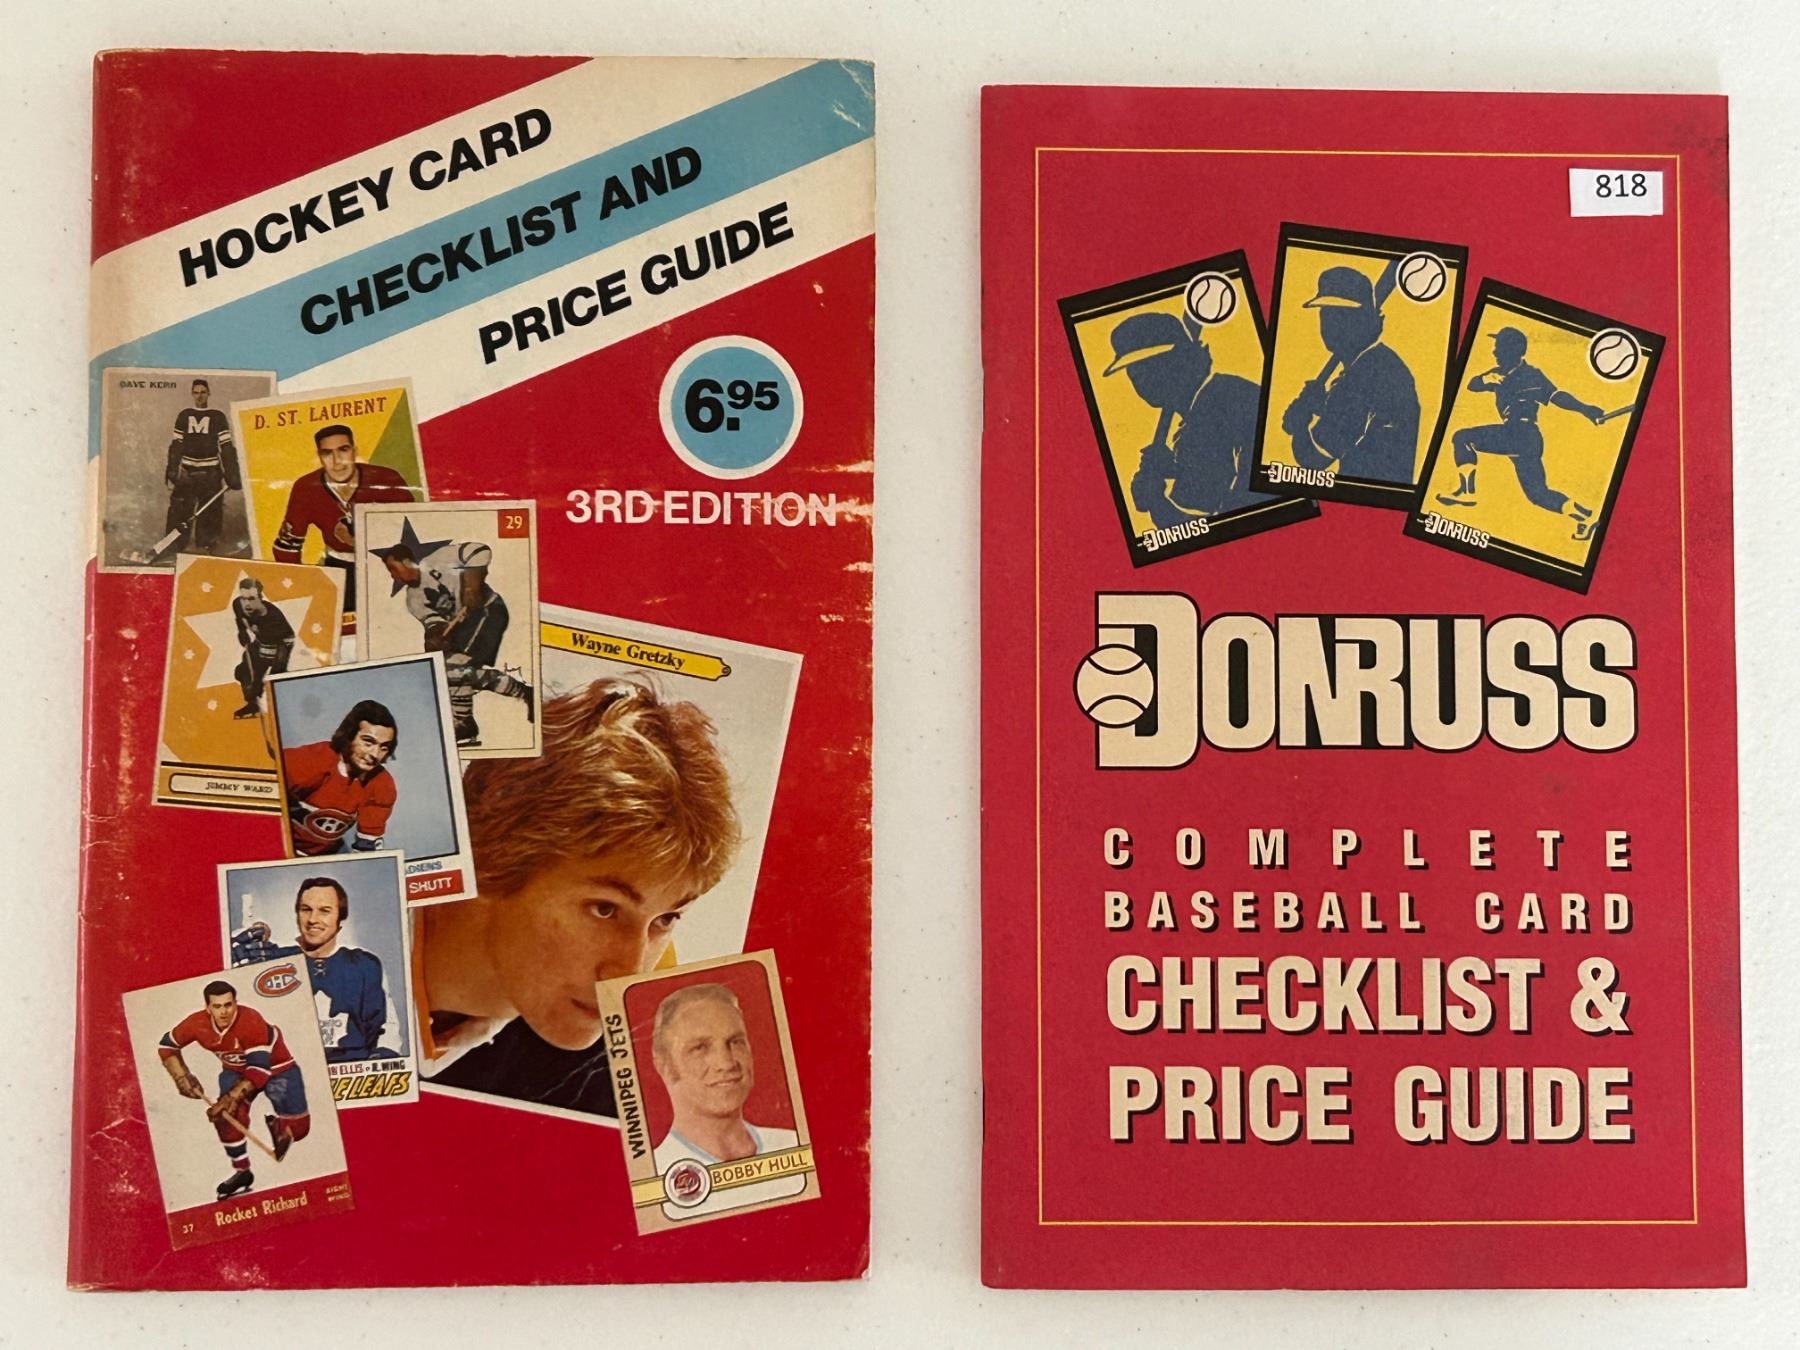 HOCKEY CARD
CHECKLIST AND
PRICE GUIDE
6.95
3RD EDITION
DAVE KERR
M
D. ST. LAURENT
29
C
Wayne Gretzky
JIMMY WARD
SHUTT
ELLIS • R. WING
LEAFS
WINNIPEG JETS
BOBBY HULL
37 Rocket Richard
818
DONRUSS
DONRUSS
DONRUSS
DONRUSS
COMPLETE
BASEBALL CARD
CHECKLIST &
PRICE GUIDE